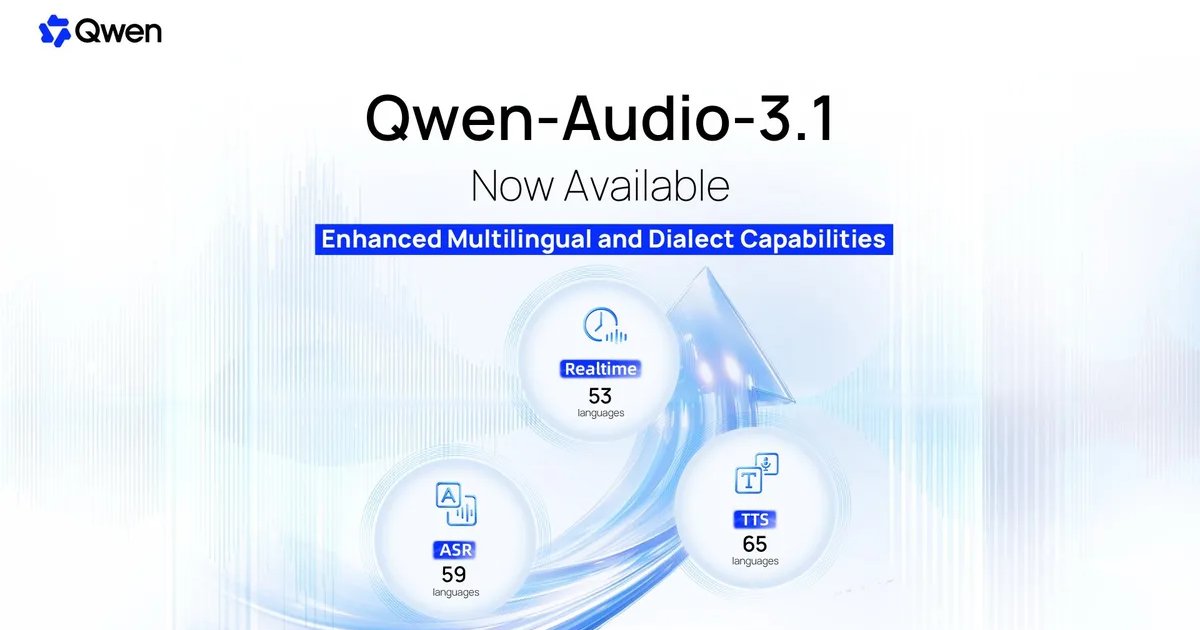 Qwen
Qwen-Audio-3.1
Now Available
Enhanced Multilingual and Dialect Capabilities
Realtime
53
languages
A
ASR
59
languages
T
TTS
65
languages